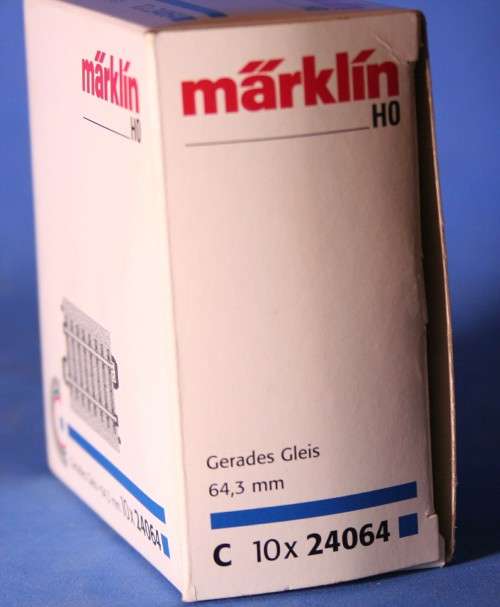 märklin
H0
märklin
H0
Gerades Gleis
64,3 mm
C 10x 24064
10x 24064